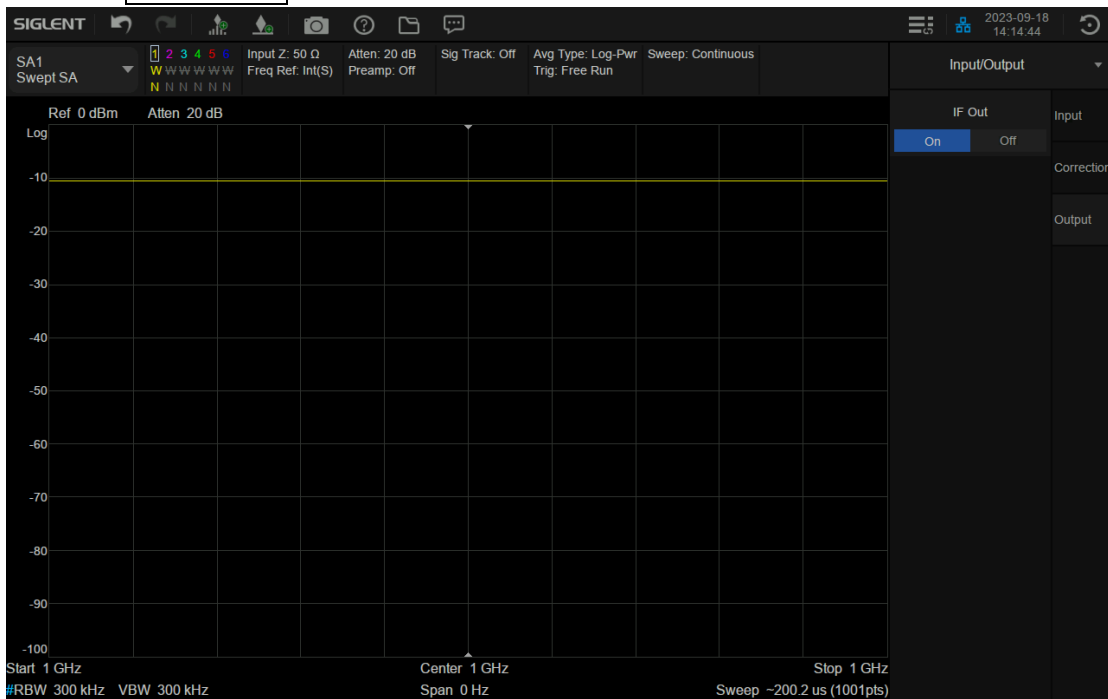 SIGLENT
2023-09-18
14:14:44
SA1
Swept SA
1 2 3 4 5 6
W W W W W W
N N N N N N
Input Z: 50 Ω
Freq Ref: Int(S)
Atten: 20 dB
Preamp: Off
Sig Track: Off
Avg Type: Log-Pwr
Trig: Free Run
Sweep: Continuous
Input/Output
Ref 0 dBm Atten 20 dB
IF Out
On Off
Input
Correction
Output
Log
-10
-20
-30
-40
-50
-60
-70
-80
-90
-100
Start 1 GHz Center 1 GHz Stop 1 GHz
#RBW 300 kHz VBW 300 kHz Span 0 Hz Sweep ~200.2 us (1001pts)